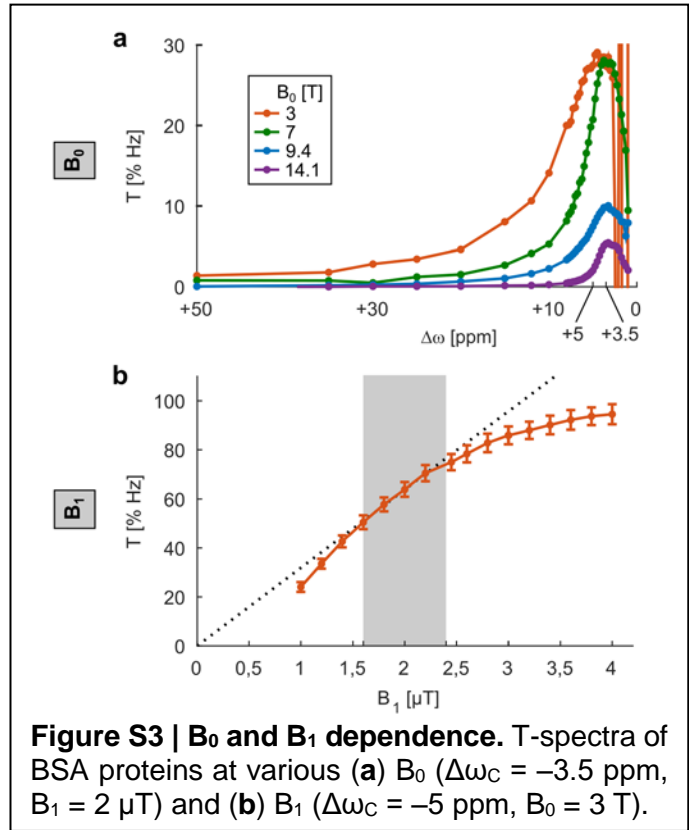 a
30
20
10
0
T [% Hz]
B₀
B₀ [T]
3
7
9.4
14.1
+50
+30
+10
0
Δω [ppm]
+5
+3.5
b
100
80
60
40
20
0
T [% Hz]
B₁
0
0,5
1
1,5
2
2,5
3
3,5
4
B₁ [µT]
Figure S3 | B₀ and B₁ dependence. T-spectra of
BSA proteins at various (a) B₀ (Δω_C = –3.5 ppm,
B₁ = 2 µT) and (b) B₁ (Δω_C = –5 ppm, B₀ = 3 T).